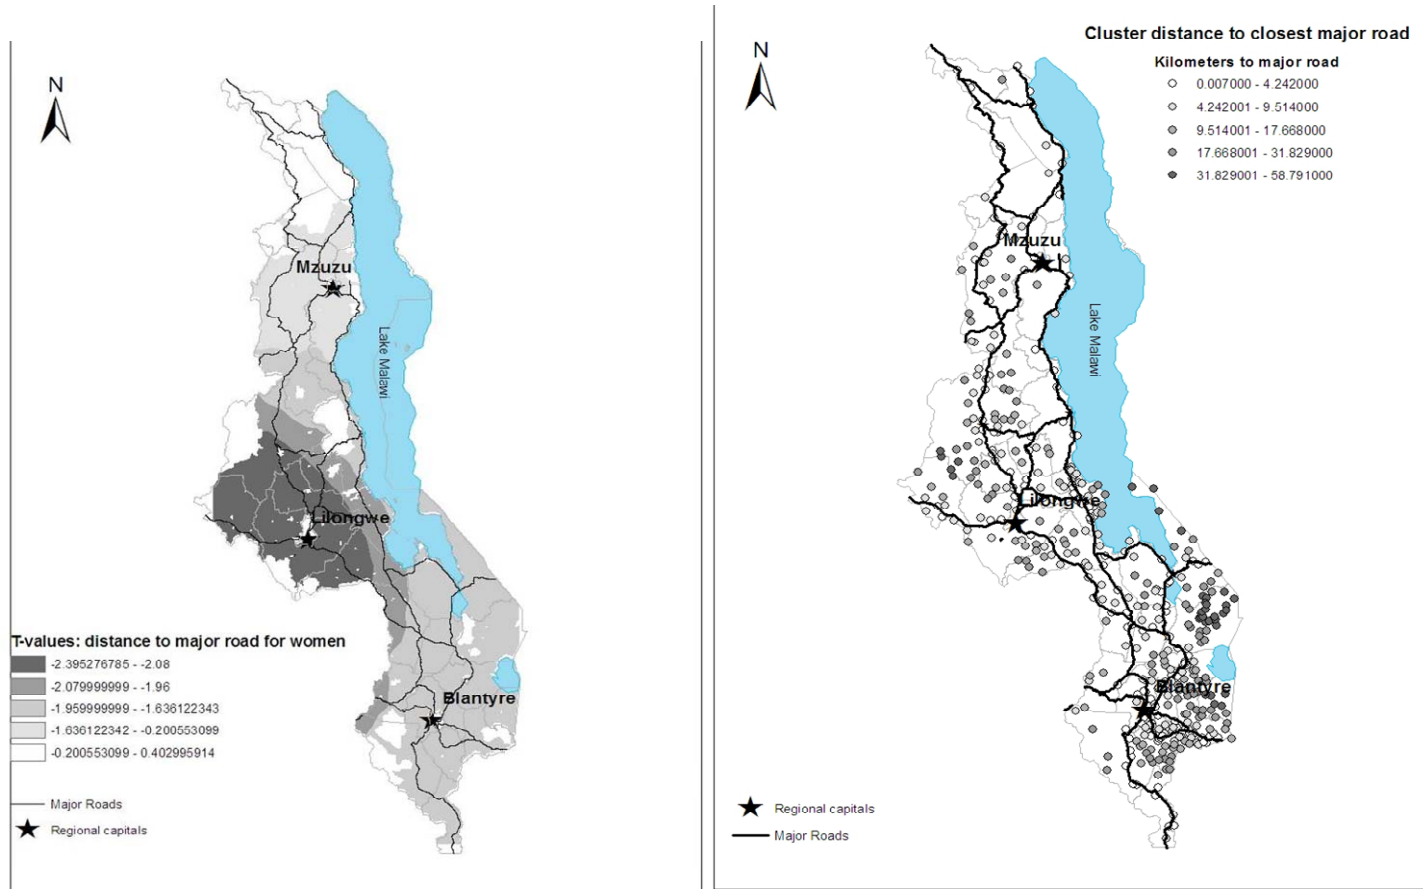 N
Mzuzu
Lake Malawi
Lilongwe
T-values: distance to major road for women
-2.395276785 - -2.08
-2.079999999 - -1.96
-1.959999999 - -1.636122343
-1.636122342 - -0.200553099
-0.200553099 - 0.402995914
Blantyre
Major Roads
Regional capitals
Cluster distance to closest major road
N
Kilometers to major road
0.007000 - 4.242000
4.242001 - 9.514000
9.514001 - 17.668000
17.668001 - 31.829000
31.829001 - 58.791000
Mzuzu
Lake Malawi
Lilongwe
Blantyre
Regional capitals
Major Roads